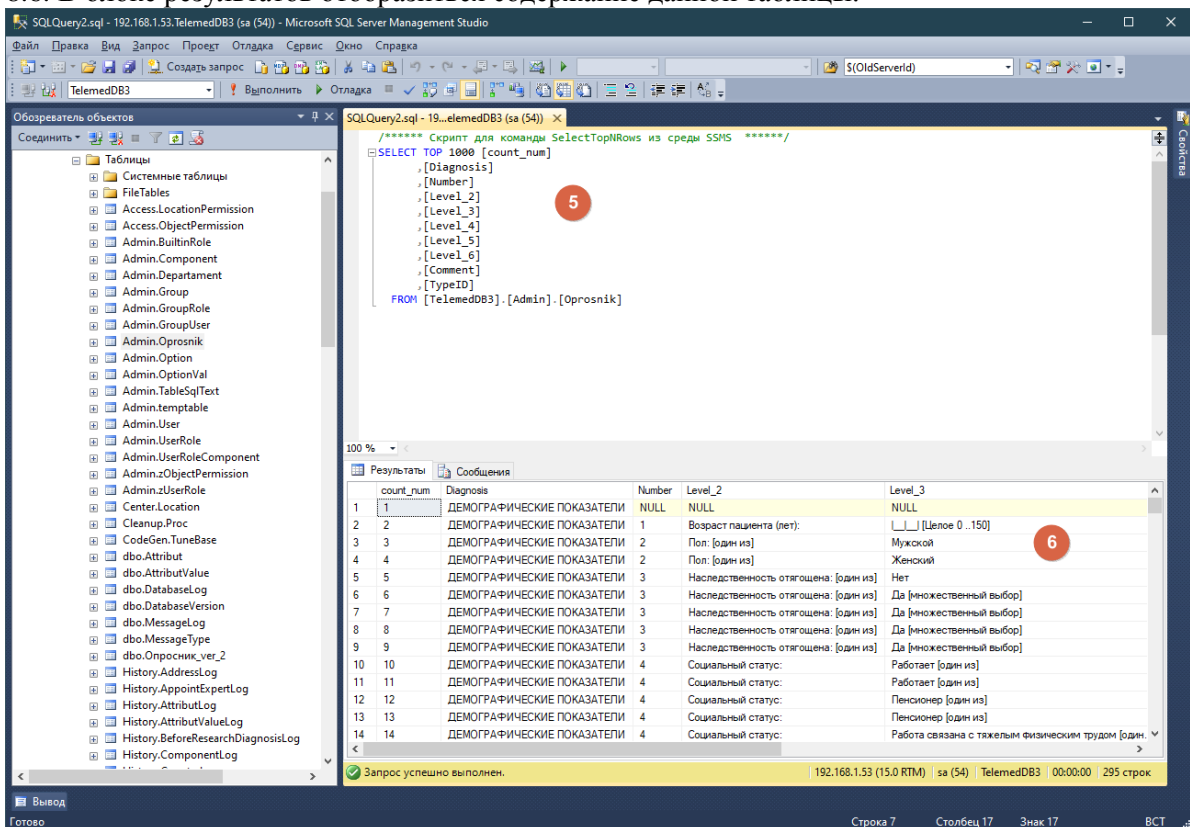 6.6. В блоке результатов отобразиться содержание данной таблицы.
SQLQuery2.sql - 192.168.1.53.TelemedDB3 (sa (54)) - Microsoft SQL Server Management Studio
Файл Правка Вид Запрос Проект Отладка Сервис Окно Справка
Создать запрос $(OldServerId)
TelemedDB3 Выполнить Отладка
Обозреватель объектов
Соединить
Таблицы
Системные таблицы
FileTables
Access.LocationPermission
Access.ObjectPermission
Admin.BuiltinRole
Admin.Component
Admin.Departament
Admin.Group
Admin.GroupRole
Admin.GroupUser
Admin.Oprosnik
Admin.Option
Admin.OptionVal
Admin.TableSqlText
Admin.temptable
Admin.User
Admin.UserRole
Admin.UserRoleComponent
Admin.zObjectPermission
Admin.zUserRole
Center.Location
Cleanup.Proc
CodeGen.TuneBase
dbo.Attribut
dbo.AttributValue
dbo.DatabaseLog
dbo.DatabaseVersion
dbo.MessageLog
dbo.MessageType
dbo.Опросник_ver_2
History.AddressLog
History.AppointExpertLog
History.AttributLog
History.AttributValueLog
History.BeforeResearchDiagnosisLog
History.ComponentLog
SQLQuery2.sql - 19...elemedDB3 (sa (54))
/****** Скрипт для команды SelectTopNRows из среды SSMS ******/
SELECT TOP 1000 [count_num]
,[Diagnosis]
,[Number]
,[Level_2]
,[Level_3]
,[Level_4]
,[Level_5]
,[Level_6]
,[Comment]
,[TypeID]
FROM [TelemedDB3].[Admin].[Oprosnik]
5
Свойства
100 %
Результаты Сообщения
count_num Diagnosis Number Level_2 Level_3
1 1 ДЕМОГРАФИЧЕСКИЕ ПОКАЗАТЕЛИ NULL NULL NULL
2 2 ДЕМОГРАФИЧЕСКИЕ ПОКАЗАТЕЛИ 1 Возраст пациента (лет): |__|__| [Целое 0 ..150]
3 3 ДЕМОГРАФИЧЕСКИЕ ПОКАЗАТЕЛИ 2 Пол: [один из] Мужской
4 4 ДЕМОГРАФИЧЕСКИЕ ПОКАЗАТЕЛИ 2 Пол: [один из] Женский
5 5 ДЕМОГРАФИЧЕСКИЕ ПОКАЗАТЕЛИ 3 Наследственность отягощена: [один из] Нет
6 6 ДЕМОГРАФИЧЕСКИЕ ПОКАЗАТЕЛИ 3 Наследственность отягощена: [один из] Да [множественный выбор]
7 7 ДЕМОГРАФИЧЕСКИЕ ПОКАЗАТЕЛИ 3 Наследственность отягощена: [один из] Да [множественный выбор]
8 8 ДЕМОГРАФИЧЕСКИЕ ПОКАЗАТЕЛИ 3 Наследственность отягощена: [один из] Да [множественный выбор]
9 9 ДЕМОГРАФИЧЕСКИЕ ПОКАЗАТЕЛИ 3 Наследственность отягощена: [один из] Да [множественный выбор]
10 10 ДЕМОГРАФИЧЕСКИЕ ПОКАЗАТЕЛИ 4 Социальный статус: Работает [один из]
11 11 ДЕМОГРАФИЧЕСКИЕ ПОКАЗАТЕЛИ 4 Социальный статус: Работает [один из]
12 12 ДЕМОГРАФИЧЕСКИЕ ПОКАЗАТЕЛИ 4 Социальный статус: Пенсионер [один из]
13 13 ДЕМОГРАФИЧЕСКИЕ ПОКАЗАТЕЛИ 4 Социальный статус: Пенсионер [один из]
14 14 ДЕМОГРАФИЧЕСКИЕ ПОКАЗАТЕЛИ 4 Социальный статус: Работа связана с тяжелым физическим трудом [один.
6
Запрос успешно выполнен. 192.168.1.53 (15.0 RTM) sa (54) TelemedDB3 00:00:00 295 строк
Вывод
Готово Строка 7 Столбец 17 Знак 17 ВСТ